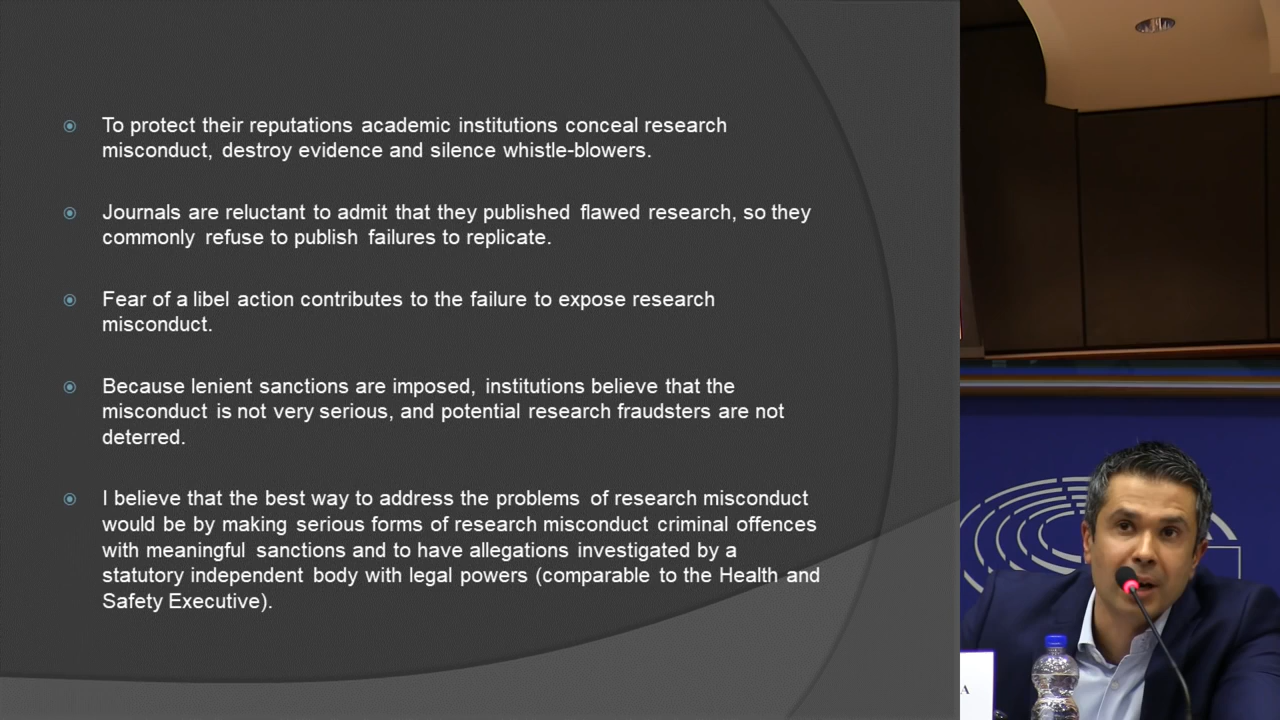 To protect their reputations academic institutions conceal research
misconduct, destroy evidence and silence whistle-blowers.
Journals are reluctant to admit that they published flawed research, so they
commonly refuse to publish failures to replicate.
Fear of a libel action contributes to the failure to expose research
misconduct.
Because lenient sanctions are imposed, institutions believe that the
misconduct is not very serious, and potential research fraudsters are not
deterred.
I believe that the best way to address the problems of research misconduct
would be by making serious forms of research misconduct criminal offences
with meaningful sanctions and to have allegations investigated by a
statutory independent body with legal powers (comparable to the Health and
Safety Executive).
A